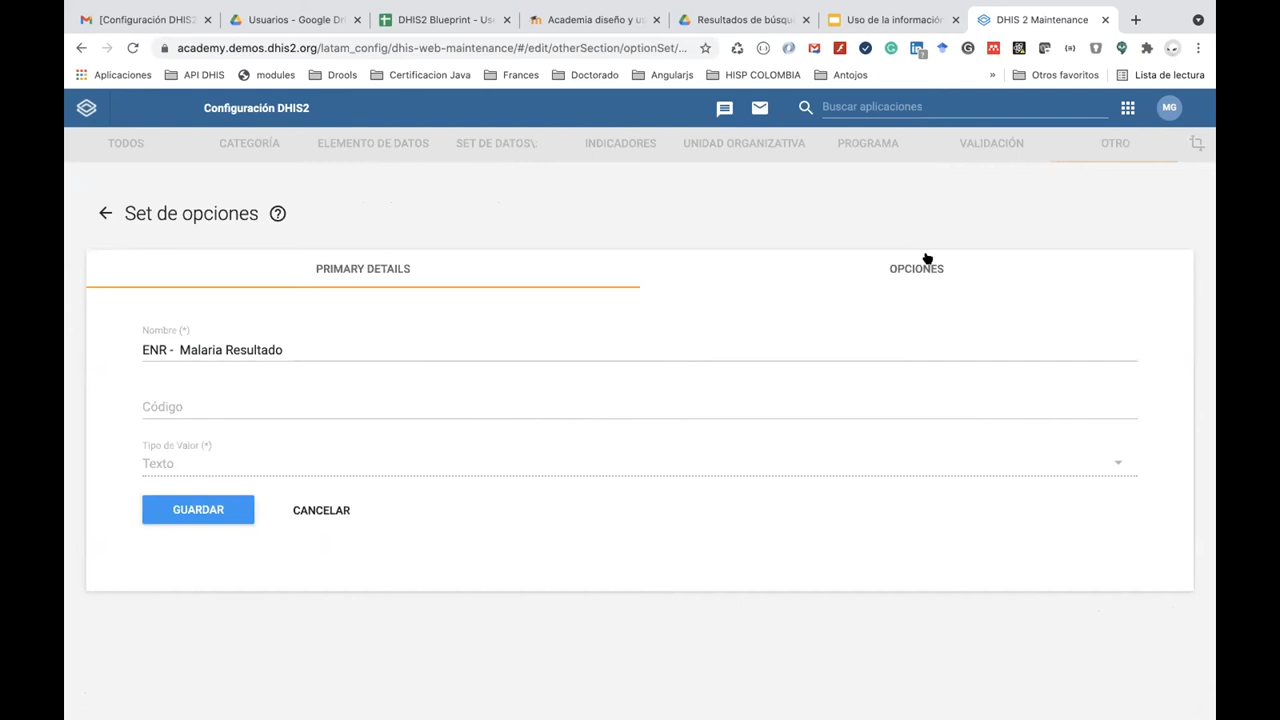 [Configuración DHIS2
Usuarios - Google Dri
DHIS2 Blueprint - Use
Academia diseño y us
Resultados de búsqu
Uso de la información
DHIS 2 Maintenance
academy.demos.dhis2.org/latam_config/dhis-web-maintenance/#/edit/otherSection/optionSet/...
Aplicaciones
API DHIS
modules
Drools
Certificacion Java
Frances
Doctorado
Angularjs
HISP COLOMBIA
Antojos
»
Otros favoritos
Lista de lectura
Configuración DHIS2
Buscar aplicaciones
MG
TODOS
CATEGORÍA
ELEMENTO DE DATOS
SET DE DATOS\:
INDICADORES
UNIDAD ORGANIZATIVA
PROGRAMA
VALIDACIÓN
OTRO
Set de opciones
PRIMARY DETAILS
OPCIONES
Nombre (*)
ENR - Malaria Resultado
Código
Tipo de Valor (*)
Texto
GUARDAR
CANCELAR